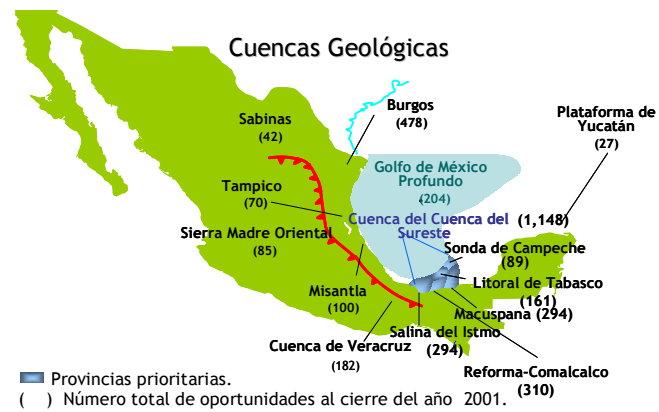 Cuencas Geológicas
Burgos
(478)
Sabinas
(42)
Plataforma de
Yucatán
(27)
Golfo de México
Profundo
(204)
Tampico
(70)
Cuenca del Cuenca del (1,148)
Sureste
Sierra Madre Oriental
(85)
Sonda de Campeche
(89)
Litoral de Tabasco
(161)
Misantla
(100)
Macuspana (294)
Salina del Istmo
(294)
Cuenca de Veracruz
(182)
Reforma-Comalcalco
(310)
Provincias prioritarias.
( ) Número total de oportunidades al cierre del año 2001.